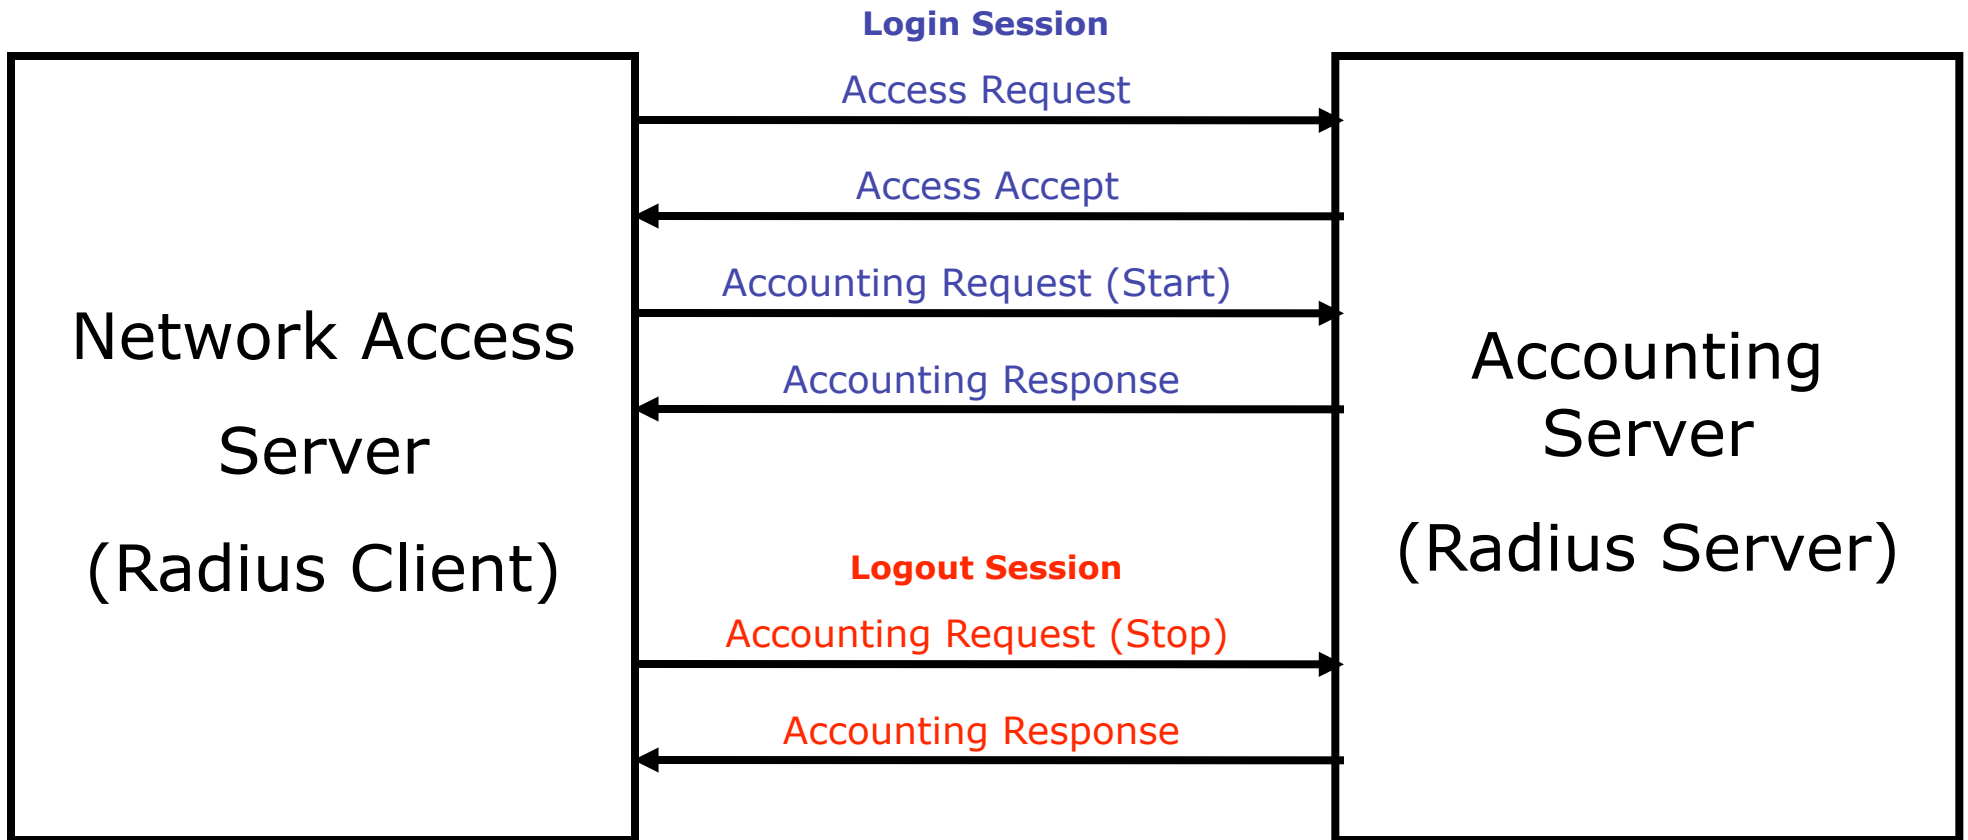 Login Session
Access Request
Access Accept
Accounting Request (Start)
Accounting Response
Network Access
Server
(Radius Client)
Accounting
Server
(Radius Server)
Logout Session
Accounting Request (Stop)
Accounting Response